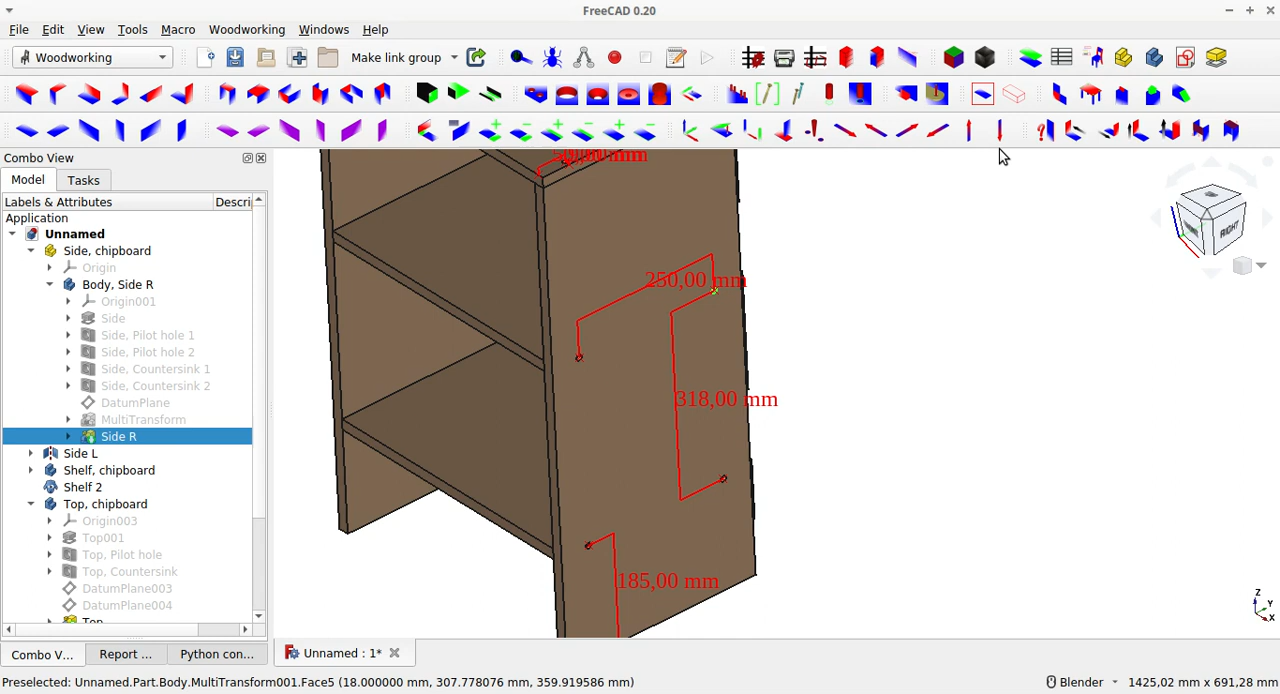 FreeCAD 0.20
File Edit View Tools Macro Woodworking Windows Help
Woodworking Make link group
Combo View
Model Tasks
Labels & Attributes Descri
Application
Unnamed
Side, chipboard
Origin
Body, Side R
Origin001
Side
Side, Pilot hole 1
Side, Pilot hole 2
Side, Countersink 1
Side, Countersink 2
DatumPlane
MultiTransform
Side R
Side L
Shelf, chipboard
Shelf 2
Top, chipboard
Origin003
Top001
Top, Pilot hole
Top, Countersink
DatumPlane003
DatumPlane004
Top
250,00 mm
318,00 mm
185,00 mm
RIGHT
Z
Y
X
Combo V... Report ... Python con...
Unnamed : 1*
Preselected: Unnamed.Part.Body.MultiTransform001.Face5 (18.000000 mm, 307.778076 mm, 359.919586 mm)
Blender 1425,02 mm x 691,28 mm